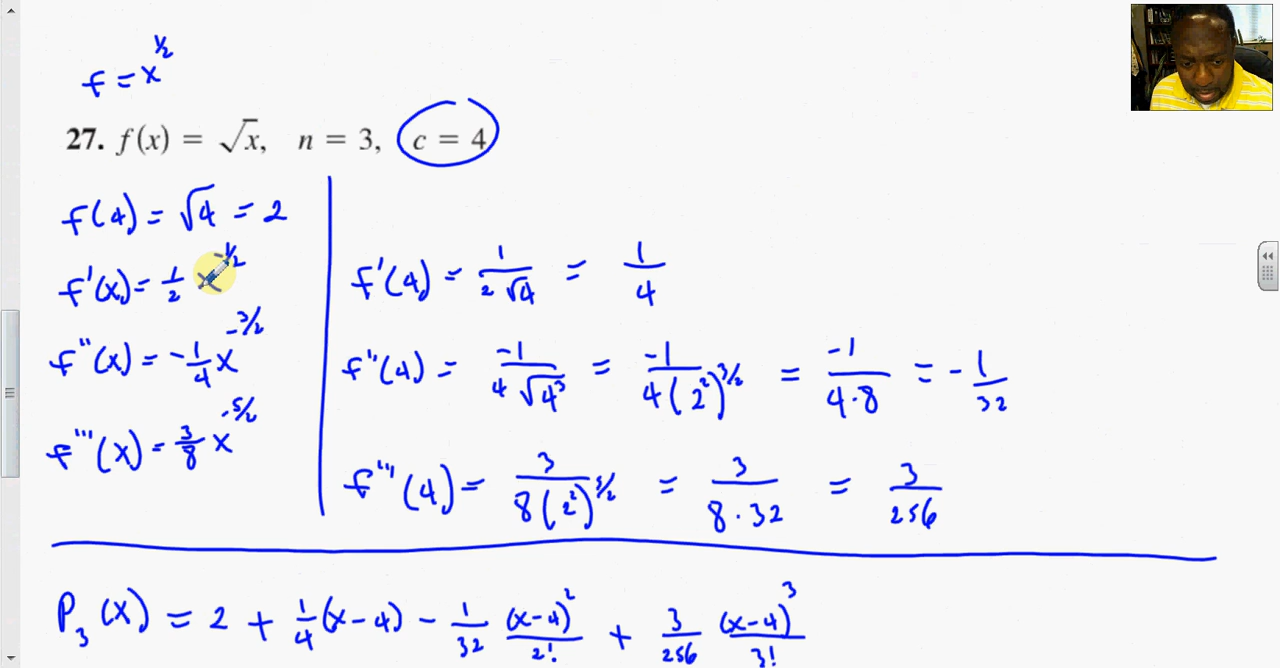 f = x^{1/2}
27. f(x) = √x, n = 3, c = 4
f(4) = √4 = 2
f'(x) = 1/2 x^{-1/2}
f''(x) = -1/4 x^{-3/2}
f'''(x) = 3/8 x^{-5/2}
f'(4) = 1/(2√4) = 1/4
f''(4) = -1/(4√4³) = -1/(4(2²)^{3/2}) = -1/(4·8) = -1/32
f'''(4) = 3/(8(2²)^{5/2}) = 3/(8·32) = 3/256
P₃(x) = 2 + 1/4(x-4) - 1/32 (x-4)²/2! + 3/256 (x-4)³/3!